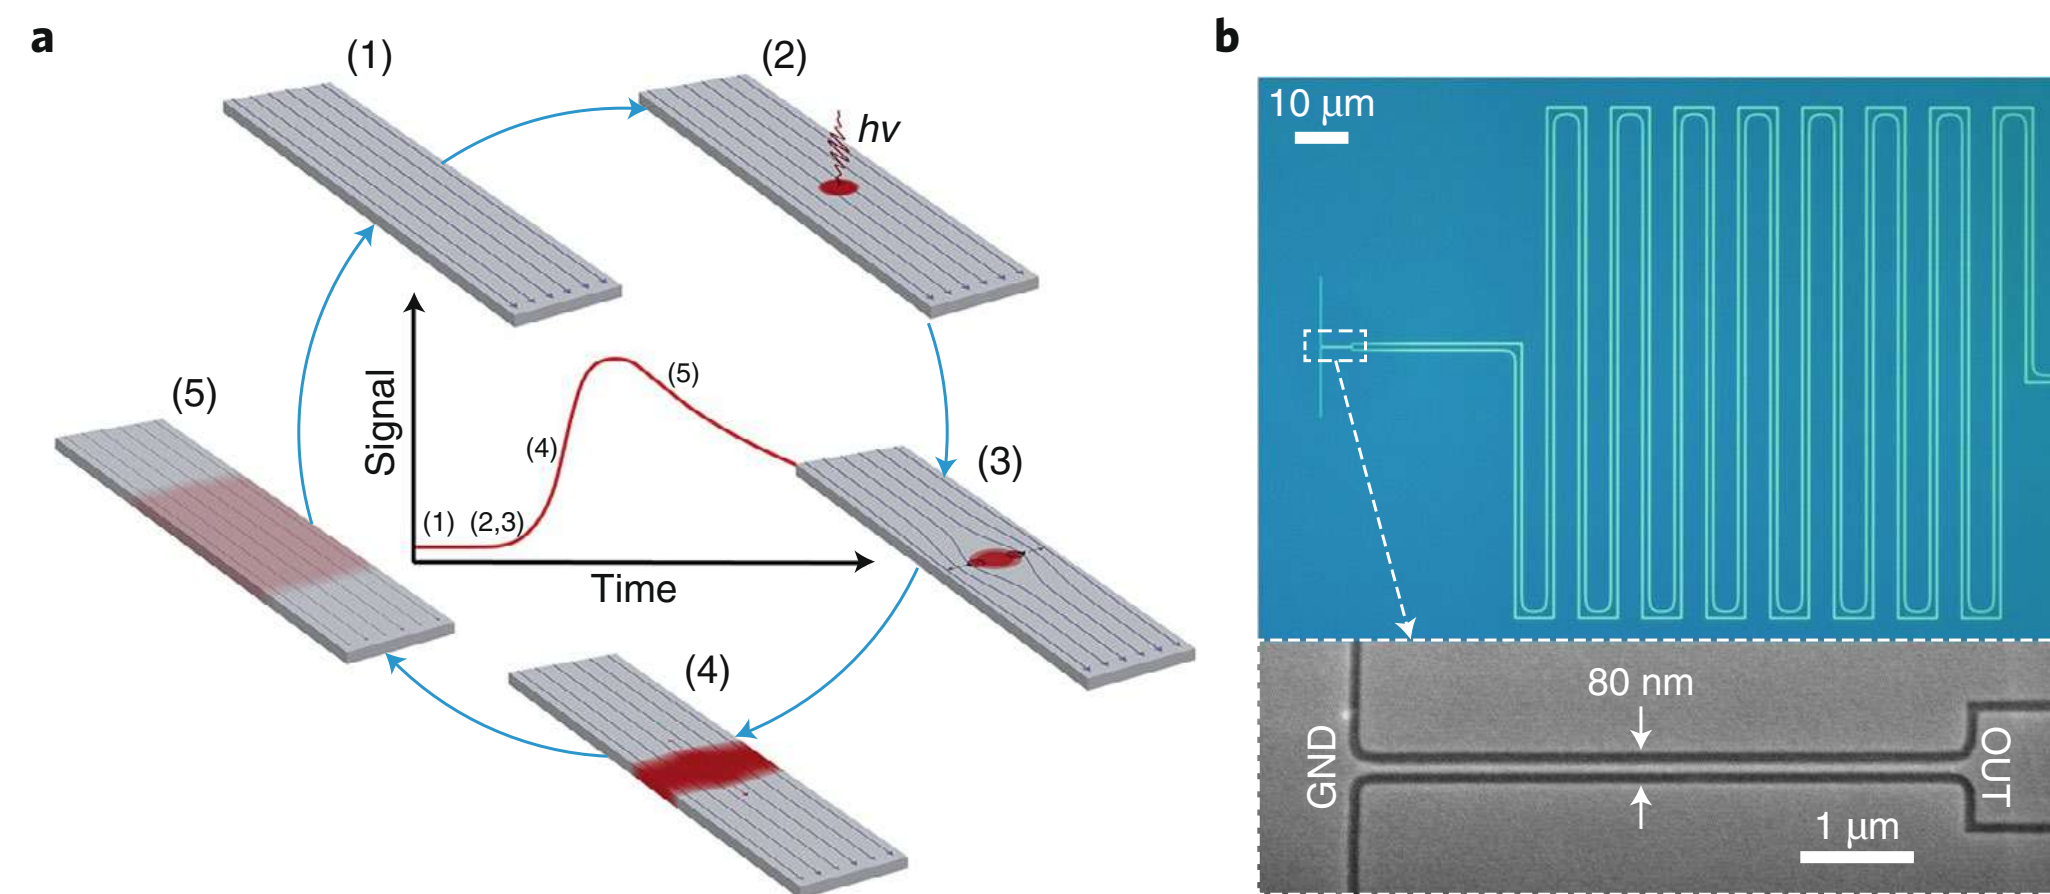 a
(1)
(2)
hν
(5)
Signal
(1)
(2,3)
(4)
(5)
Time
(3)
(4)
b
10 μm
80 nm
GND
OUT
1 μm